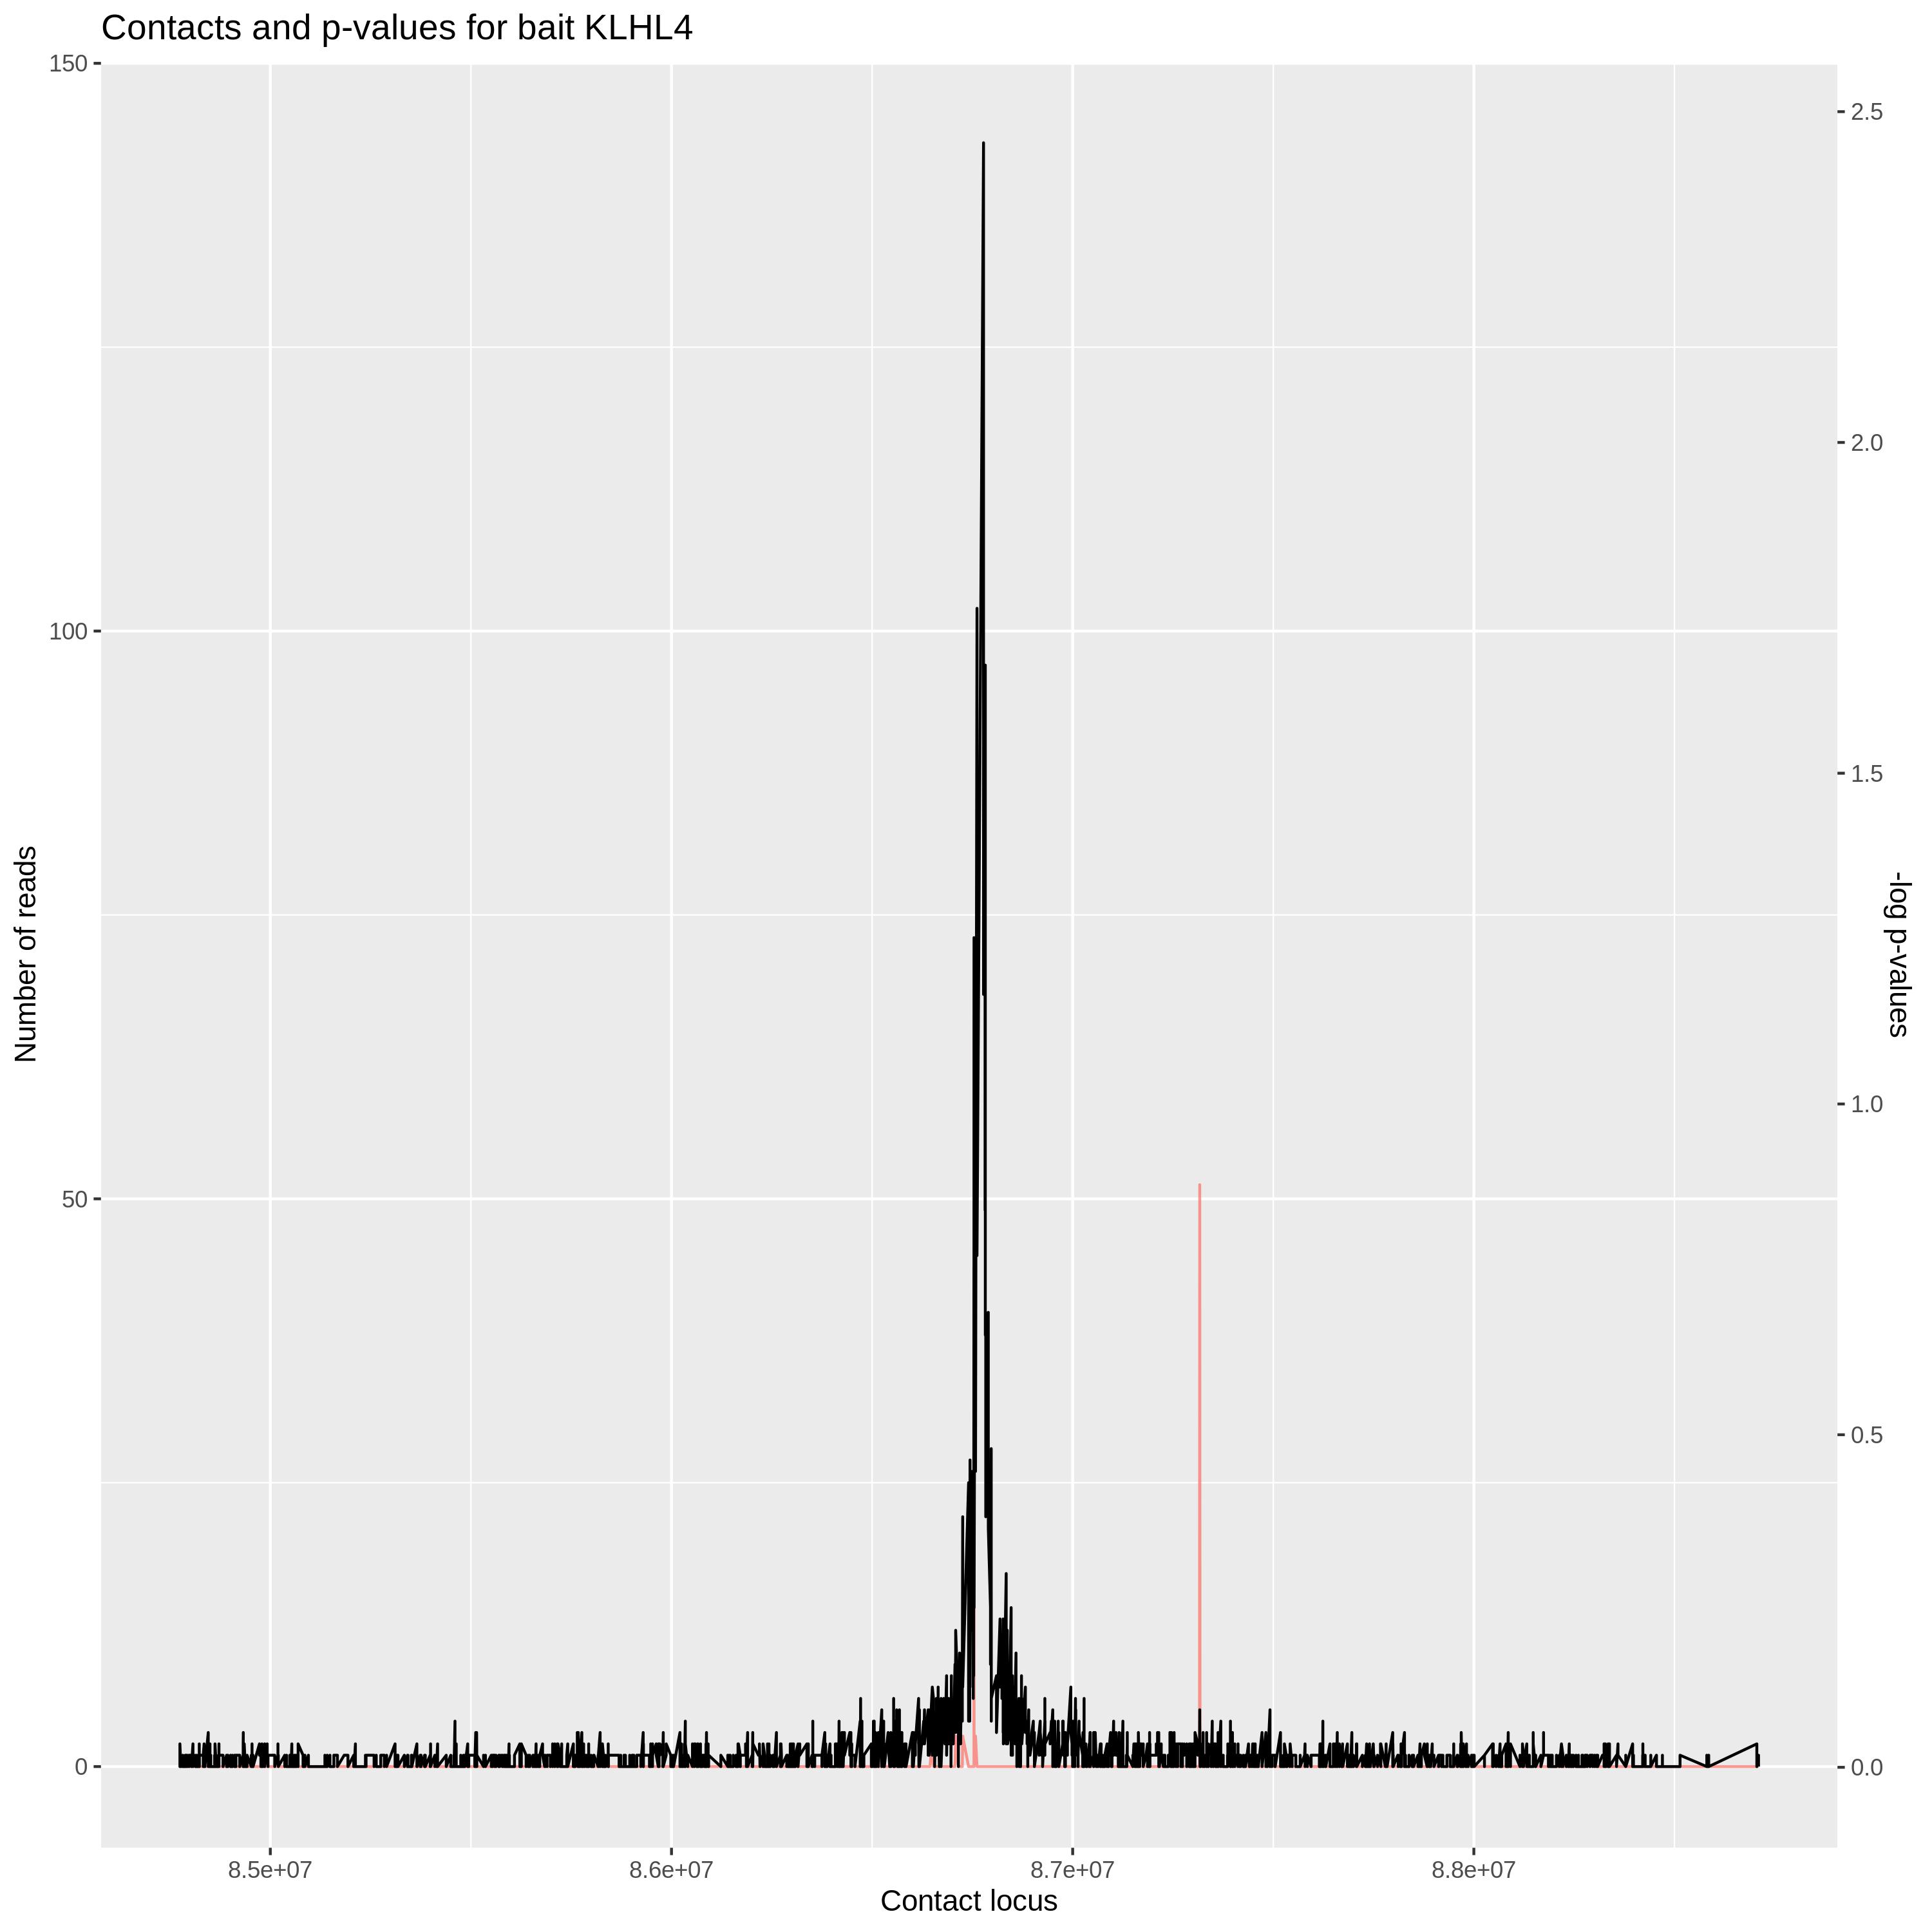 Contacts and p-values for bait KLHL4
150
100
50
0
Number of reads
2.5
2.0
1.5
1.0
0.5
0.0
-log p-values
8.5e+07
8.6e+07
8.7e+07
8.8e+07
Contact locus